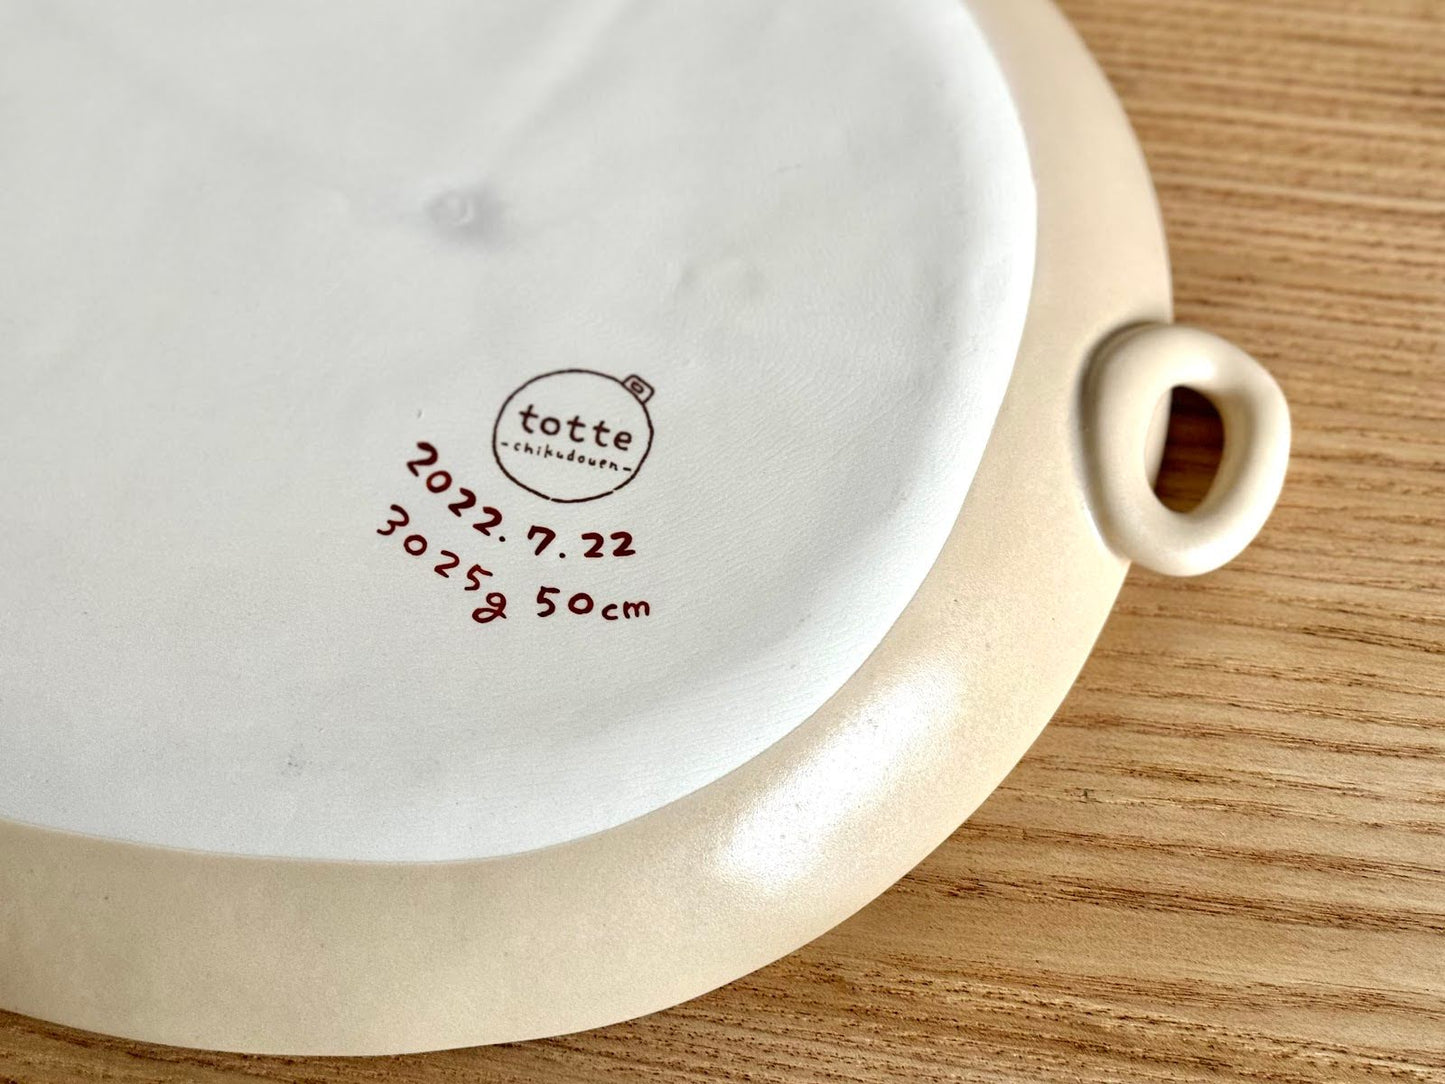 totte
-chikudouen-
2022.7.22
3025g 50cm